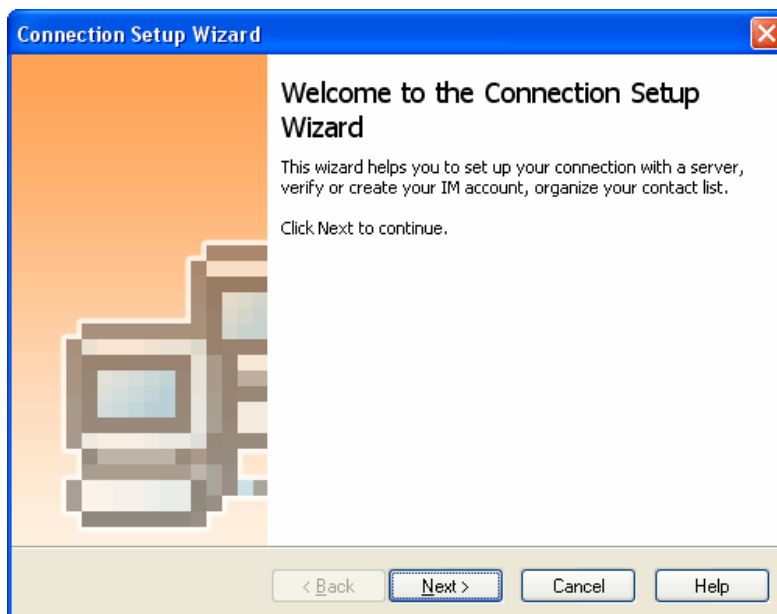 Connection Setup Wizard
Welcome to the Connection Setup
Wizard
This wizard helps you to set up your connection with a server,
verify or create your IM account, organize your contact list.
Click Next to continue.
< Back
Next >
Cancel
Help